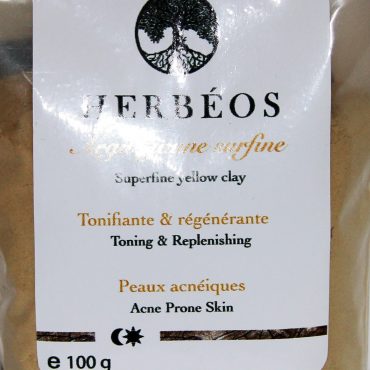 HERBÉOS
surfine
Superfine yellow clay
Tonifiante & régénérante
Toning & Replenishing
Peaux acnéiques
Acne Prone Skin
e 100 g